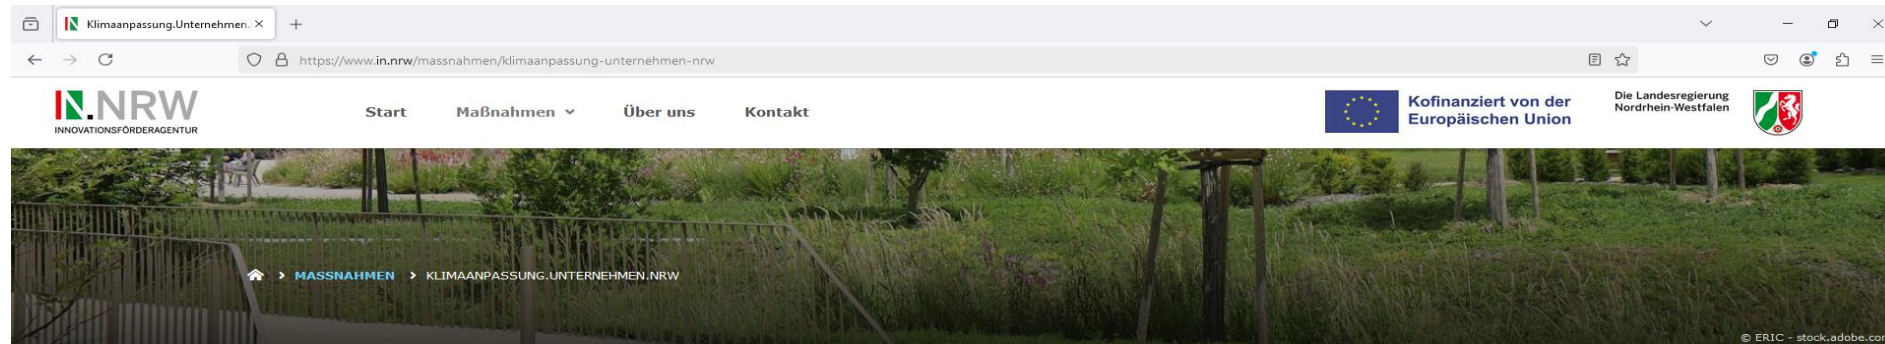 Klimaanpassung.Unternehmen.
https://www.in.nrw/massnahmen/klimaanpassung-unternehmen-nrw
IN.NRW
INNOVATIONSFÖRDERAGENTUR
Start Maßnahmen Über uns Kontakt
Kofinanziert von der
Europäischen Union
Die Landesregierung
Nordrhein-Westfalen
> MASSNAHMEN > KLIMAANPASSUNG.UNTERNEHMEN.NRW
© ERIC - stock.adobe.com